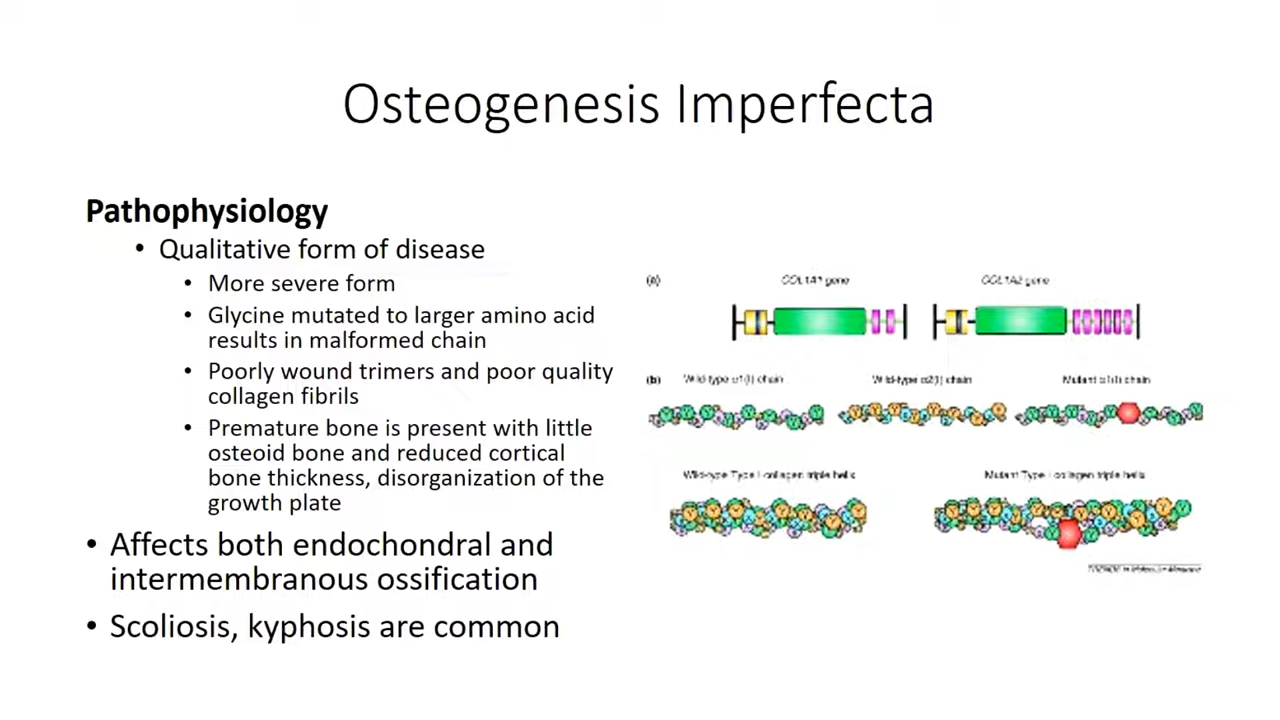 Osteogenesis Imperfecta
Pathophysiology
• Qualitative form of disease
• More severe form
• Glycine mutated to larger amino acid
results in malformed chain
• Poorly wound trimers and poor quality
collagen fibrils
• Premature bone is present with little
osteoid bone and reduced cortical
bone thickness, disorganization of the
growth plate
• Affects both endochondral and
intermembranous ossification
• Scoliosis, kyphosis are common
(a)
COL1A1 gene
COL1A2 gene
(b)
Wild-type α1(I) chain
Wild-type α2(I) chain
Mutant α1(I) chain
Wild-type Type I collagen triple helix
Mutant Type I collagen triple helix